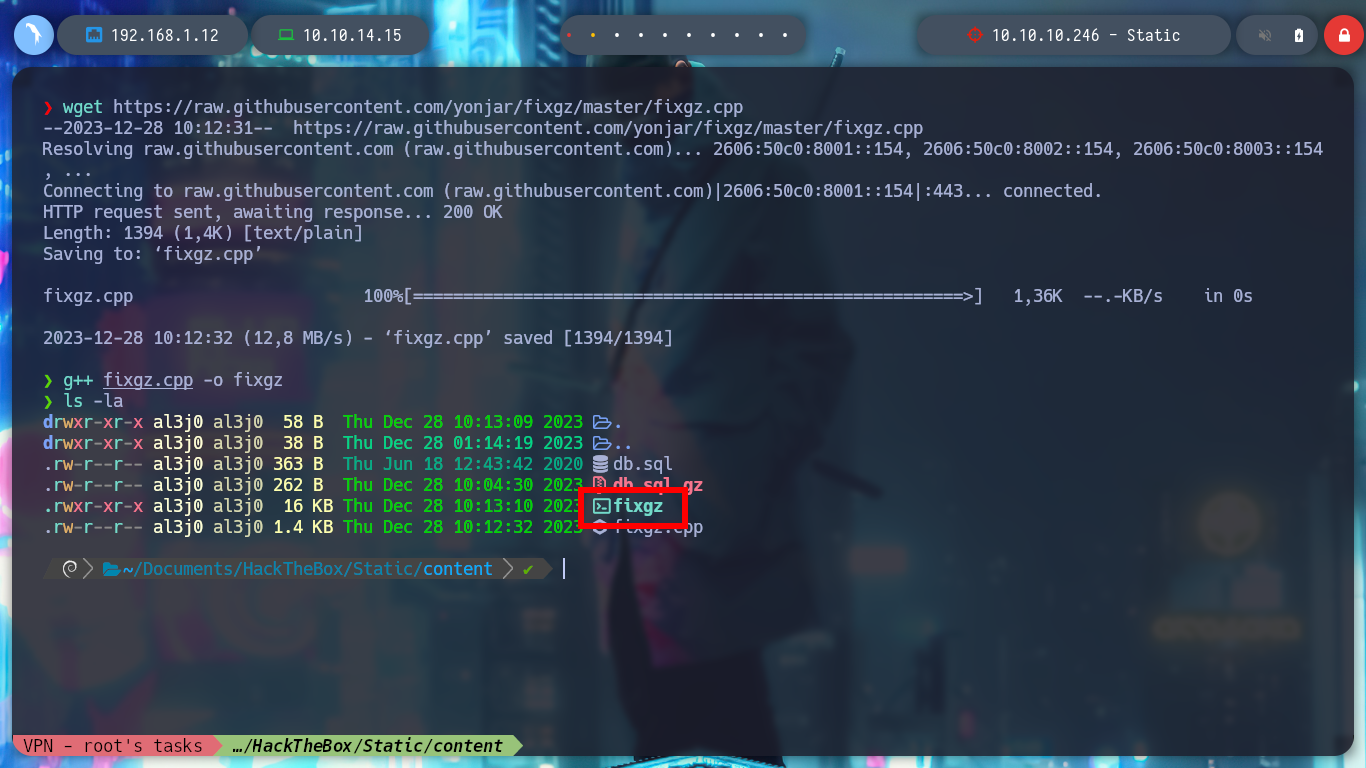 192.168.1.12 10.10.14.15 10.10.10.246 - Static
❯ wget https://raw.githubusercontent.com/yonjar/fixgz/master/fixgz.cpp
--2023-12-28 10:12:31--  https://raw.githubusercontent.com/yonjar/fixgz/master/fixgz.cpp
Resolving raw.githubusercontent.com (raw.githubusercontent.com)... 2606:50c0:8001::154, 2606:50c0:8002::154, 2606:50c0:8003::154
, ...
Connecting to raw.githubusercontent.com (raw.githubusercontent.com)|2606:50c0:8001::154|:443... connected.
HTTP request sent, awaiting response... 200 OK
Length: 1394 (1,4K) [text/plain]
Saving to: ‘fixgz.cpp’
fixgz.cpp 100%[=======================================================>] 1,36K --.-KB/s in 0s
2023-12-28 10:12:32 (12,8 MB/s) - ‘fixgz.cpp’ saved [1394/1394]
❯ g++ fixgz.cpp -o fixgz
❯ ls -la
drwxr-xr-x al3j0 al3j0 58 B Thu Dec 28 10:13:09 2023 .
drwxr-xr-x al3j0 al3j0 38 B Thu Dec 28 01:14:19 2023 ..
.rw-r--r-- al3j0 al3j0 363 B Thu Jun 18 12:43:42 2020 db.sql
.rw-r--r-- al3j0 al3j0 262 B Thu Dec 28 10:04:30 2023 db.sql.gz
.rwxr-xr-x al3j0 al3j0 16 KB Thu Dec 28 10:13:10 2023 fixgz
.rw-r--r-- al3j0 al3j0 1.4 KB Thu Dec 28 10:12:32 2023 fixgz.cpp
~/Documents/HackTheBox/Static/content ✔
VPN - root's tasks …/HackTheBox/Static/content